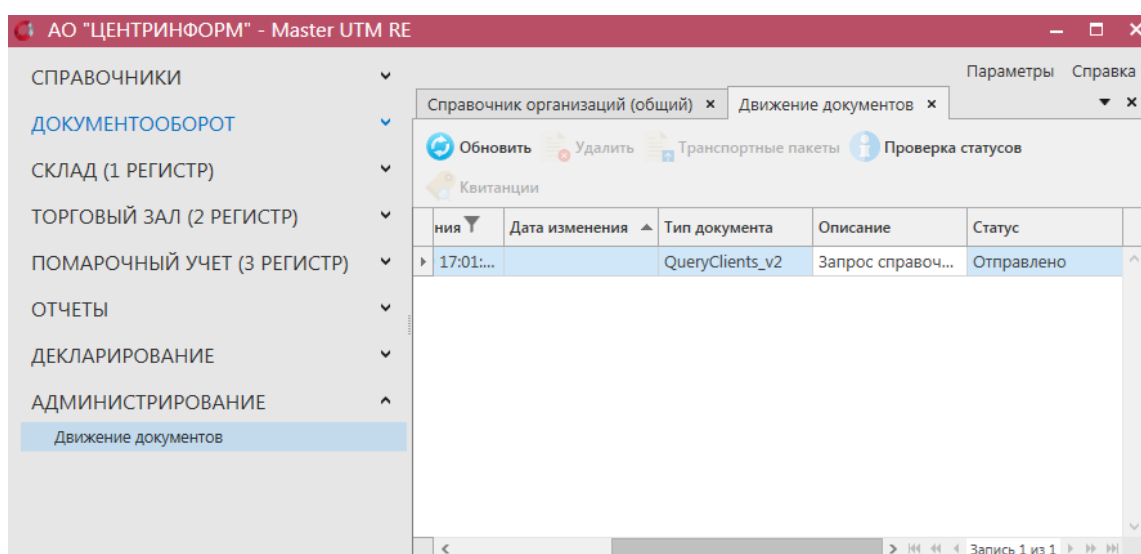 АО "ЦЕНТРИНФОРМ" - Master UTM RE
СПРАВОЧНИКИ
ДОКУМЕНТООБОРОТ
СКЛАД (1 РЕГИСТР)
ТОРГОВЫЙ ЗАЛ (2 РЕГИСТР)
ПОМАРОЧНЫЙ УЧЕТ (3 РЕГИСТР)
ОТЧЕТЫ
ДЕКЛАРИРОВАНИЕ
АДМИНИСТРИРОВАНИЕ
Движение документов
Параметры Справка
Справочник организаций (общий) × Движение документов ×
Обновить Удалить Транспортные пакеты Проверка статусов
Квитанции
ния Дата изменения Тип документа Описание Статус
17:01:... QueryClients_v2 Запрос справоч... Отправлено
Запись 1 из 1